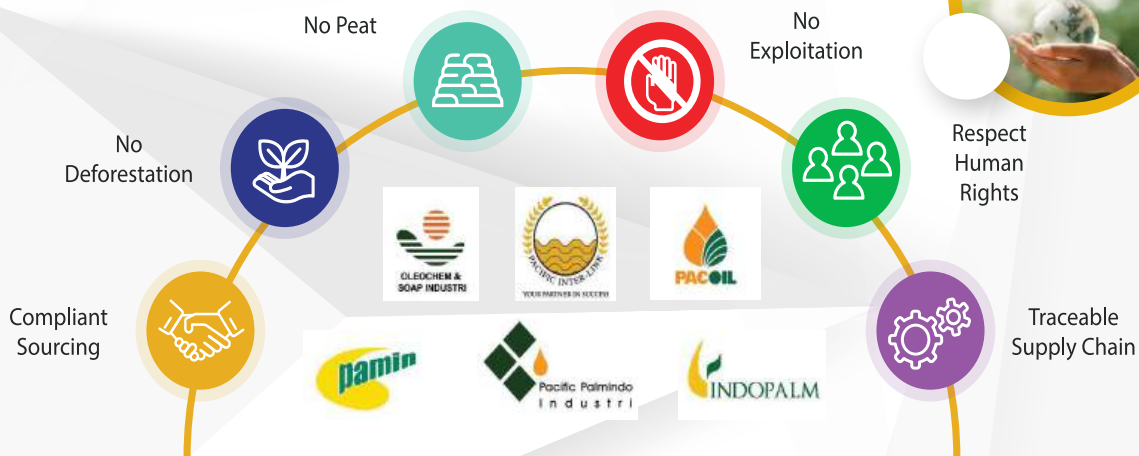 No Peat
No
Exploitation
No
Deforestation
Respect
Human
Rights
OLEOCHEM &
SOAP INDUSTRI
PACIFIC INTER-LINK
YOUR PARTNER IN SUCCESS
PACOIL
Compliant
Sourcing
Traceable
Supply Chain
pamin
Pacific Palmindo
Industri
INDOPALM